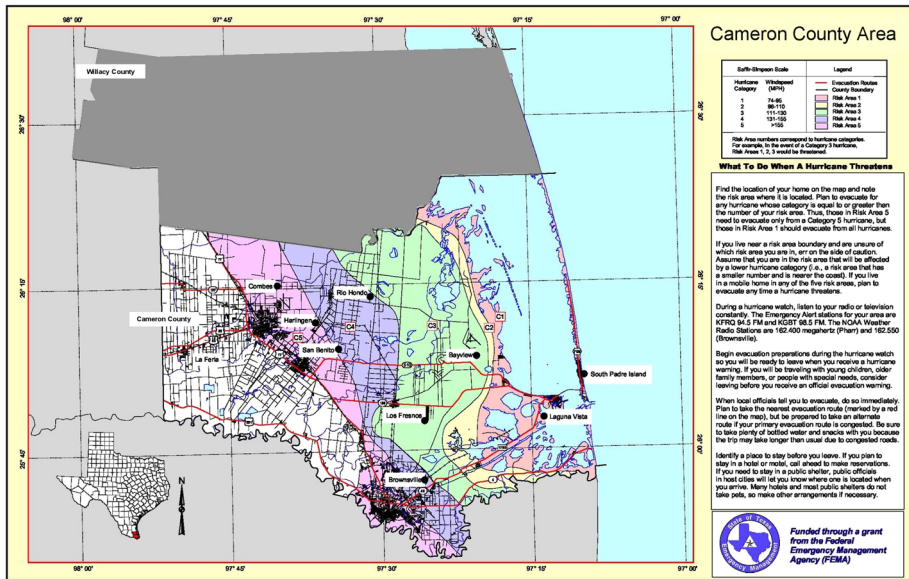 98° 00'
97° 45'
97° 30'
97° 15'
97° 00'
Cameron County Area
Saffir-Simpson Scale
Legend
Hurricane Category
Windspeed (MPH)
1 74-95
2 96-110
3 111-130
4 131-155
5 >155
Evacuation Routes
County Boundary
Risk Area 1
Risk Area 2
Risk Area 3
Risk Area 4
Risk Area 5
Risk Area numbers correspond to hurricane categories.
For example, in the event of a Category 3 hurricane,
Risk Areas 1, 2, 3 would be threatened.
What To Do When A Hurricane Threatens
Find the location of your home on the map and note
the risk area where it is located. Plan to evacuate for
any hurricane whose category is equal to or greater than
the number of your risk area. Thus, those in Risk Area 5
need to evacuate only from a Category 5 hurricane, but
those in Risk Area 1 should evacuate from all hurricanes.
If you live near a risk area boundary and are unsure of
which risk area you are in, err on the side of caution.
Assume that you are in the risk area that will be affected
by a lower hurricane category (i.e., a risk area that has
a smaller number and is nearer the coast). If you live
in a mobile home in any of the five risk areas, plan to
evacuate any time a hurricane threatens.
During a hurricane watch, listen to your radio or television
constantly. The Emergency Alert stations for your area are
KFRQ 94.5 FM and KGBT 98.5 FM. The NOAA Weather
Radio Stations are 162.400 megahertz (Pharr) and 162.550
(Brownsville).
Begin evacuation preparations during the hurricane watch
so you will be ready to leave when you receive a hurricane
warning. If you will be traveling with young children, older
family members, or people with special needs, consider
leaving before you receive an official evacuation warning.
When local officials tell you to evacuate, do so immediately.
Plan to take the nearest evacuation route (marked by a red
line on the map), but be prepared to take an alternate
route if your primary evacuation route is congested. Be sure
to take plenty of bottled water and snacks with you because
the trip may take longer than usual due to congested roads.
Identify a place to stay before you leave. If you plan to
stay in a hotel or motel, call ahead to make reservations.
If you need to stay in a public shelter, public officials
in host cities will let you know where one is located when
you arrive. Many hotels and most public shelters do not
take pets, so make other arrangements if necessary.
State of Texas
Emergency Management
Funded through a grant
from the Federal
Emergency Management
Agency (FEMA)
Willacy County
26° 30'
26° 30'
26° 10'
Combes
Rio Hondo
Cameron County
Harlingen
C5
C4
C3
C2
C1
San Benito
La Feria
Bayview
South Padre Island
Los Fresnos
Laguna Vista
Brownsville
N
98° 00'
97° 45'
97° 30'
97° 15'
97° 00'